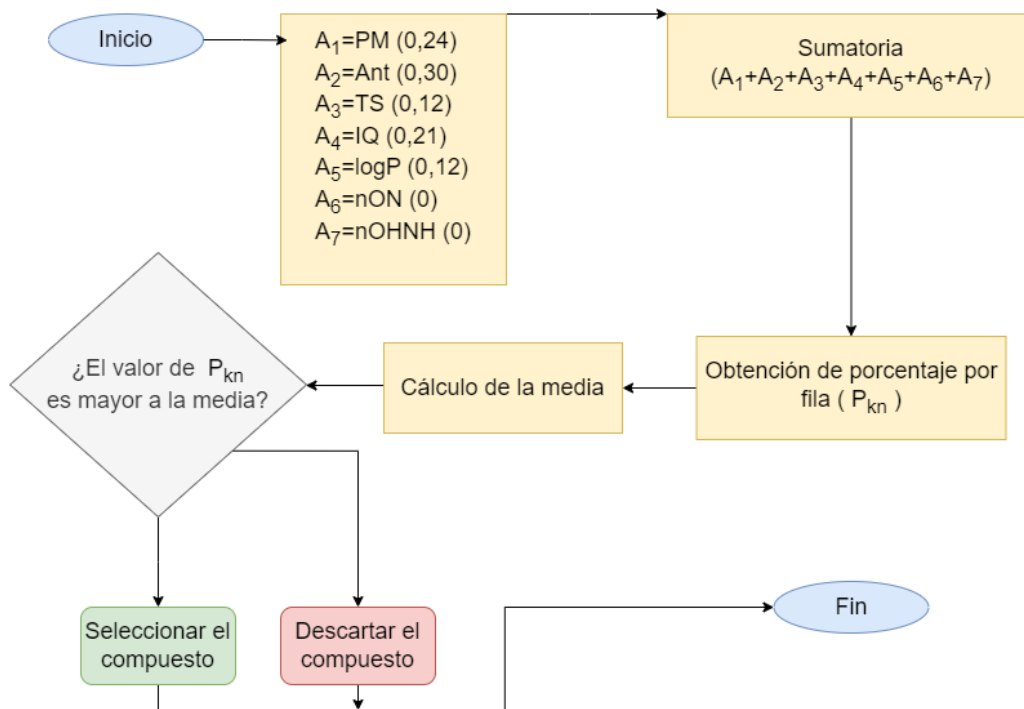 Inicio
A₁=PM (0,24)
A₂=Ant (0,30)
A₃=TS (0,12)
A₄=IQ (0,21)
A₅=logP (0,12)
A₆=nON (0)
A₇=nOHNH (0)
Sumatoria
(A₁+A₂+A₃+A₄+A₅+A₆+A₇)
Obtención de porcentaje por
fila ( Pₖₙ )
Cálculo de la media
¿El valor de Pₖₙ
es mayor a la media?
Seleccionar el
compuesto
Descartar el
compuesto
Fin